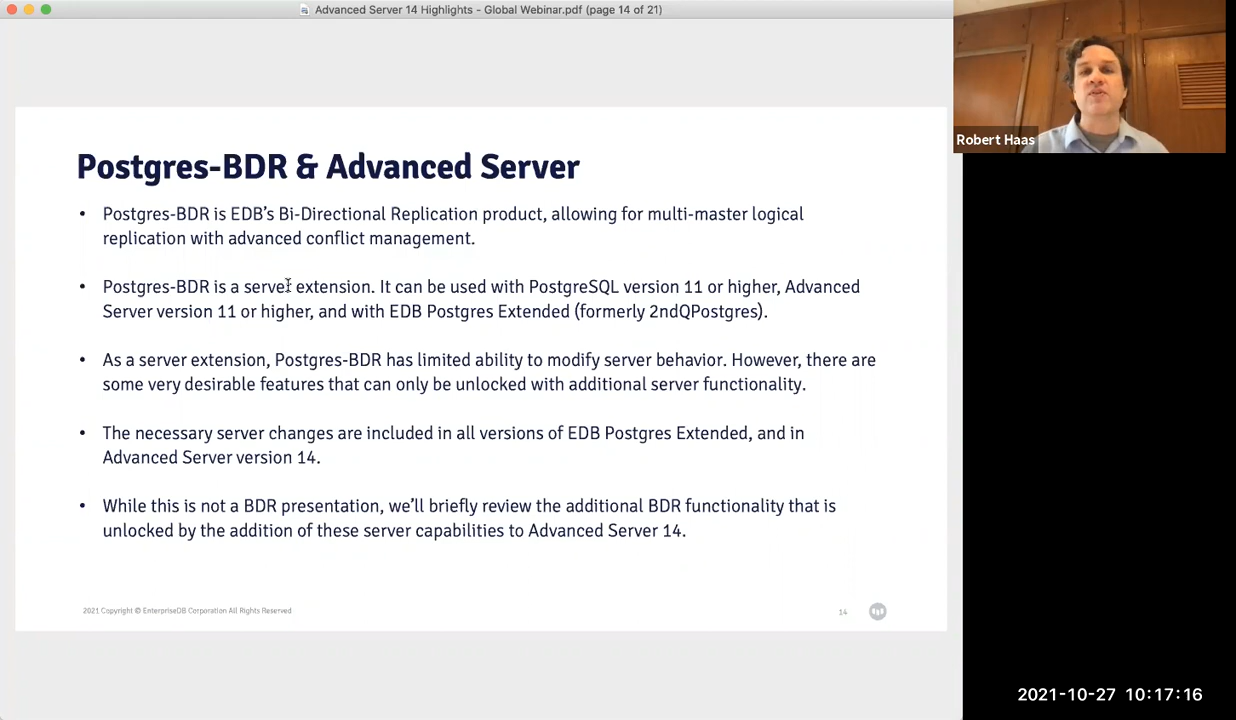 Advanced Server 14 Highlights - Global Webinar.pdf (page 14 of 21)
Robert Haas
Postgres-BDR & Advanced Server
• Postgres-BDR is EDB's Bi-Directional Replication product, allowing for multi-master logical
replication with advanced conflict management.
• Postgres-BDR is a server extension. It can be used with PostgreSQL version 11 or higher, Advanced
Server version 11 or higher, and with EDB Postgres Extended (formerly 2ndQPostgres).
• As a server extension, Postgres-BDR has limited ability to modify server behavior. However, there are
some very desirable features that can only be unlocked with additional server functionality.
• The necessary server changes are included in all versions of EDB Postgres Extended, and in
Advanced Server version 14.
• While this is not a BDR presentation, we'll briefly review the additional BDR functionality that is
unlocked by the addition of these server capabilities to Advanced Server 14.
2021 Copyright © EnterpriseDB Corporation All Rights Reserved
14
2021-10-27 10:17:16